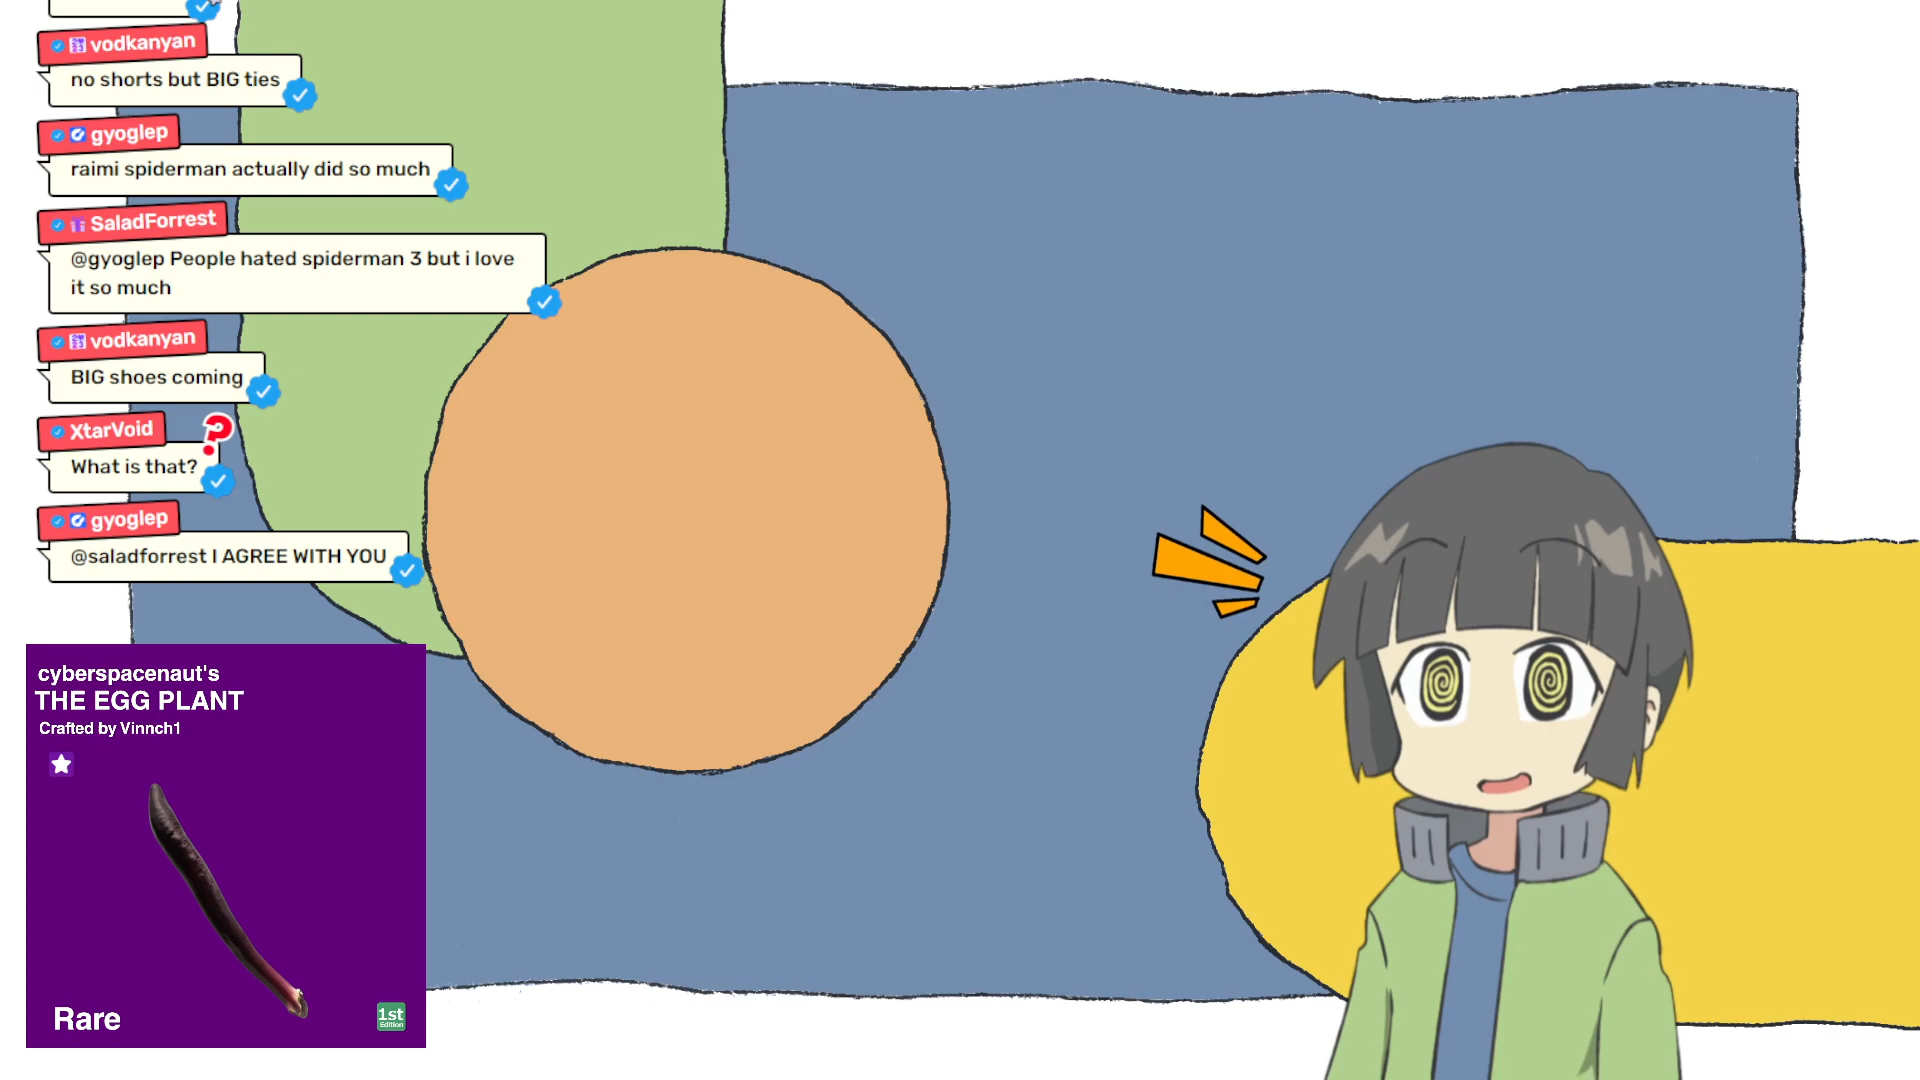 vodkanyan
no shorts but BIG ties
gyoglep
raimi spiderman actually did so much
SaladForrest
@gyoglep People hated spiderman 3 but i love
it so much
vodkanyan
BIG shoes coming
XtarVoid
?
What is that?
gyoglep
@saladforrest I AGREE WITH YOU
cyberspacenaut's
THE EGG PLANT
Crafted by Vinnch1
Rare
1st
Edition